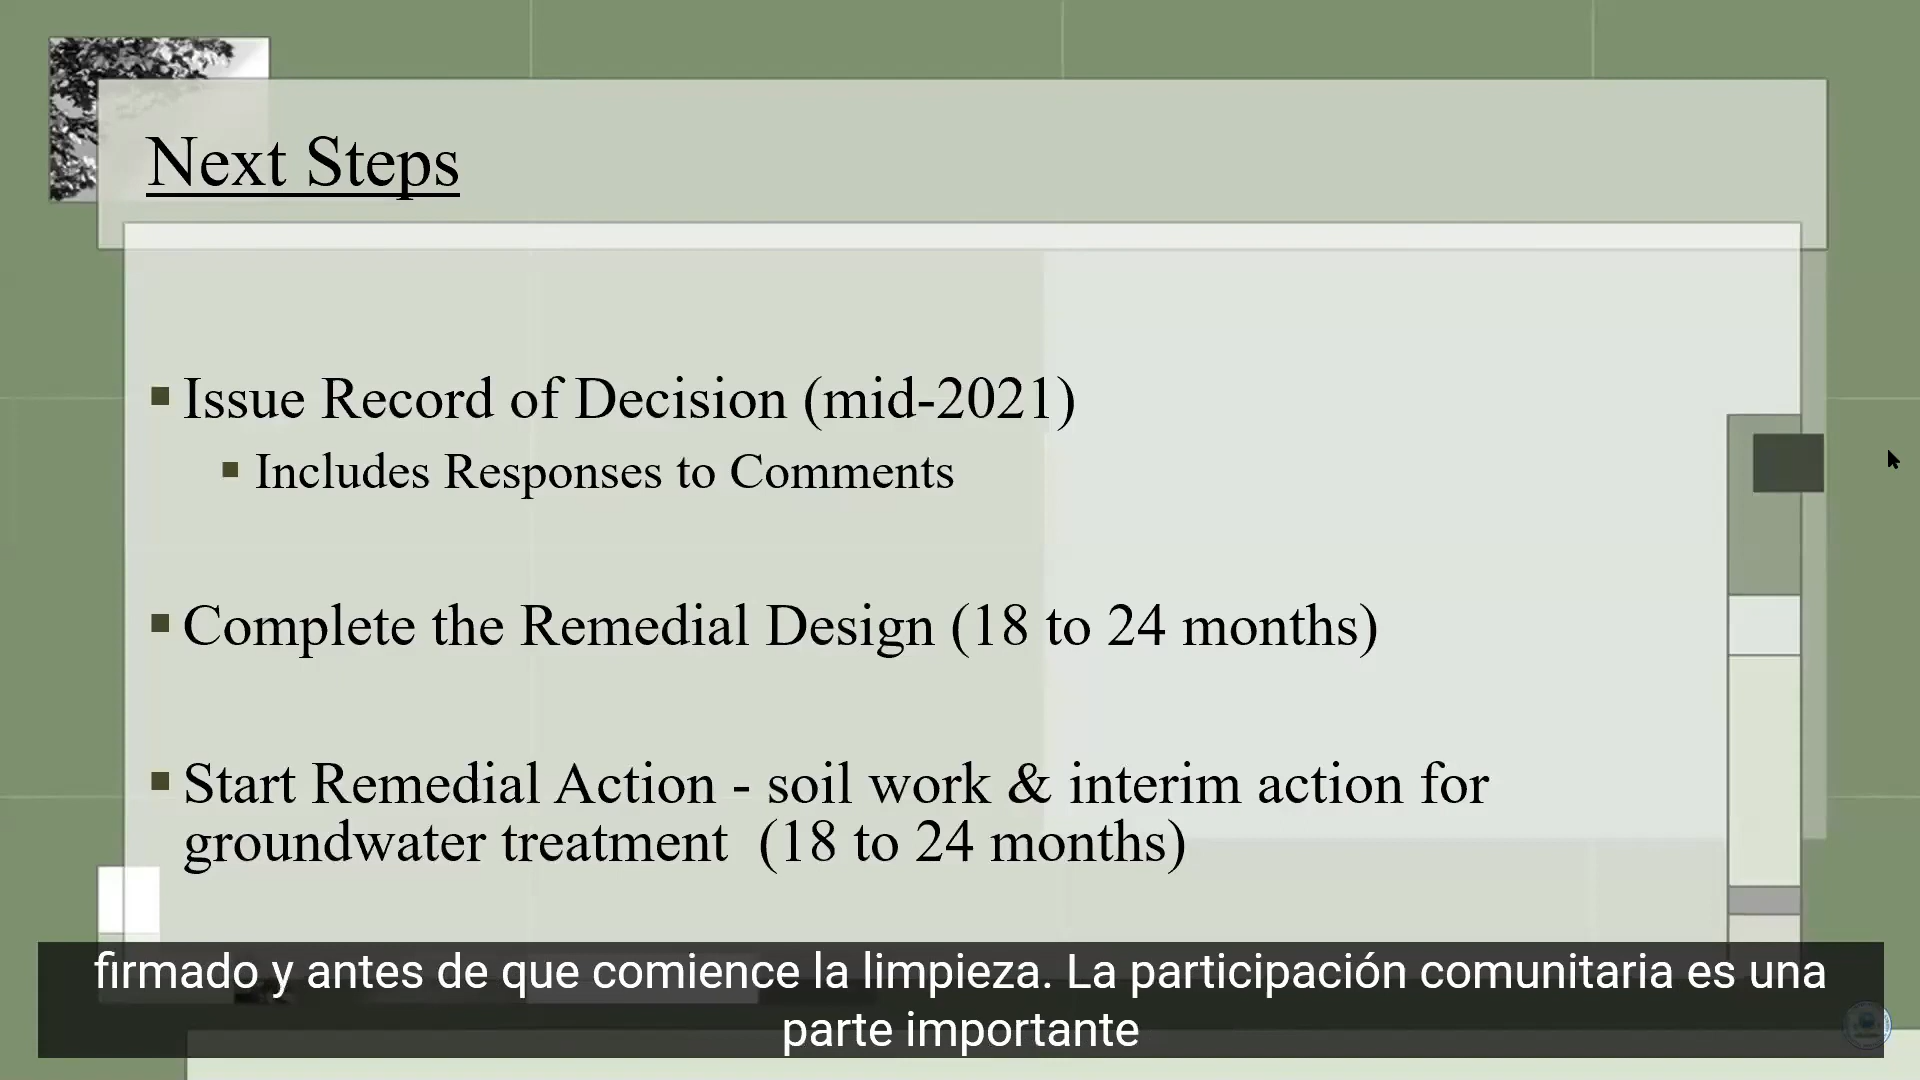 Next Steps
Issue Record of Decision (mid-2021)
Includes Responses to Comments
Complete the Remedial Design (18 to 24 months)
Start Remedial Action - soil work & interim action for
groundwater treatment (18 to 24 months)
firmado y antes de que comience la limpieza. La participación comunitaria es una
parte importante